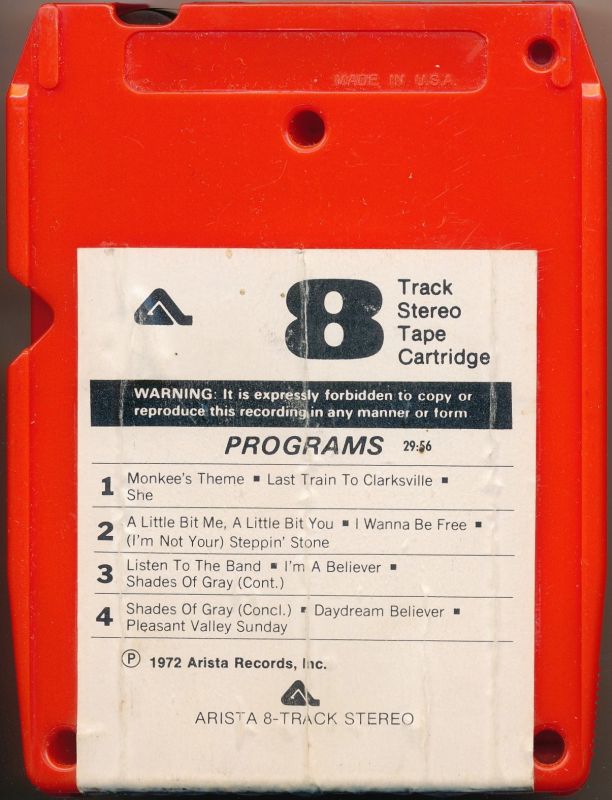 MADE IN U.S.A.
8 Track
Stereo
Tape
Cartridge
WARNING: It is expressly forbidden to copy or
reproduce this recording in any manner or form
PROGRAMS 29:56
1 Monkee's Theme ▪ Last Train To Clarksville ▪
She
2 A Little Bit Me, A Little Bit You ▪ I Wanna Be Free ▪
(I'm Not Your) Steppin' Stone
3 Listen To The Band ▪ I'm A Believer ▪
Shades Of Gray (Cont.)
4 Shades Of Gray (Concl.) ▪ Daydream Believer ▪
Pleasant Valley Sunday
Ⓟ 1972 Arista Records, Inc.
ARISTA 8-TRACK STEREO